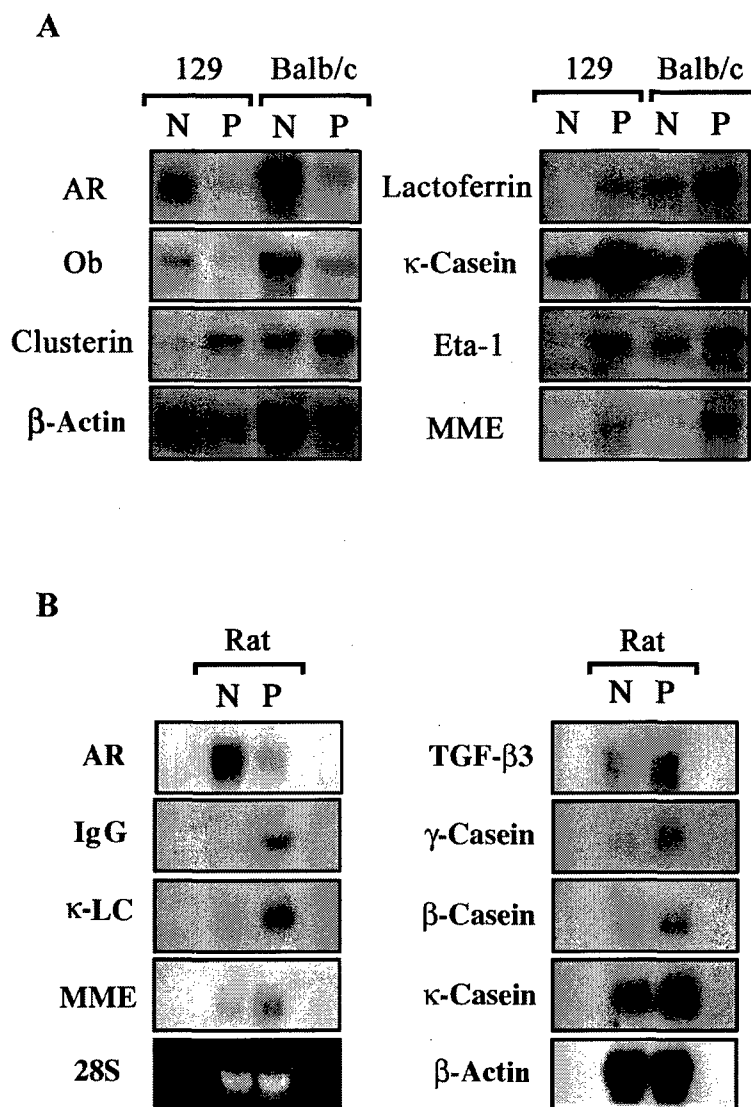 A
129 Balb/c
N P N P
AR
Ob
Clusterin
β-Actin
129 Balb/c
N P N P
Lactoferrin
κ-Casein
Eta-1
MME
B
Rat
N P
AR
IgG
κ-LC
MME
28S
Rat
N P
TGF-β3
γ-Casein
β-Casein
κ-Casein
β-Actin